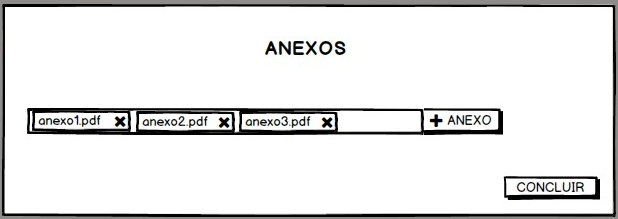 ANEXOS
anexo1.pdf ✖ anexo2.pdf ✖ anexo3.pdf ✖ + ANEXO
CONCLUIR